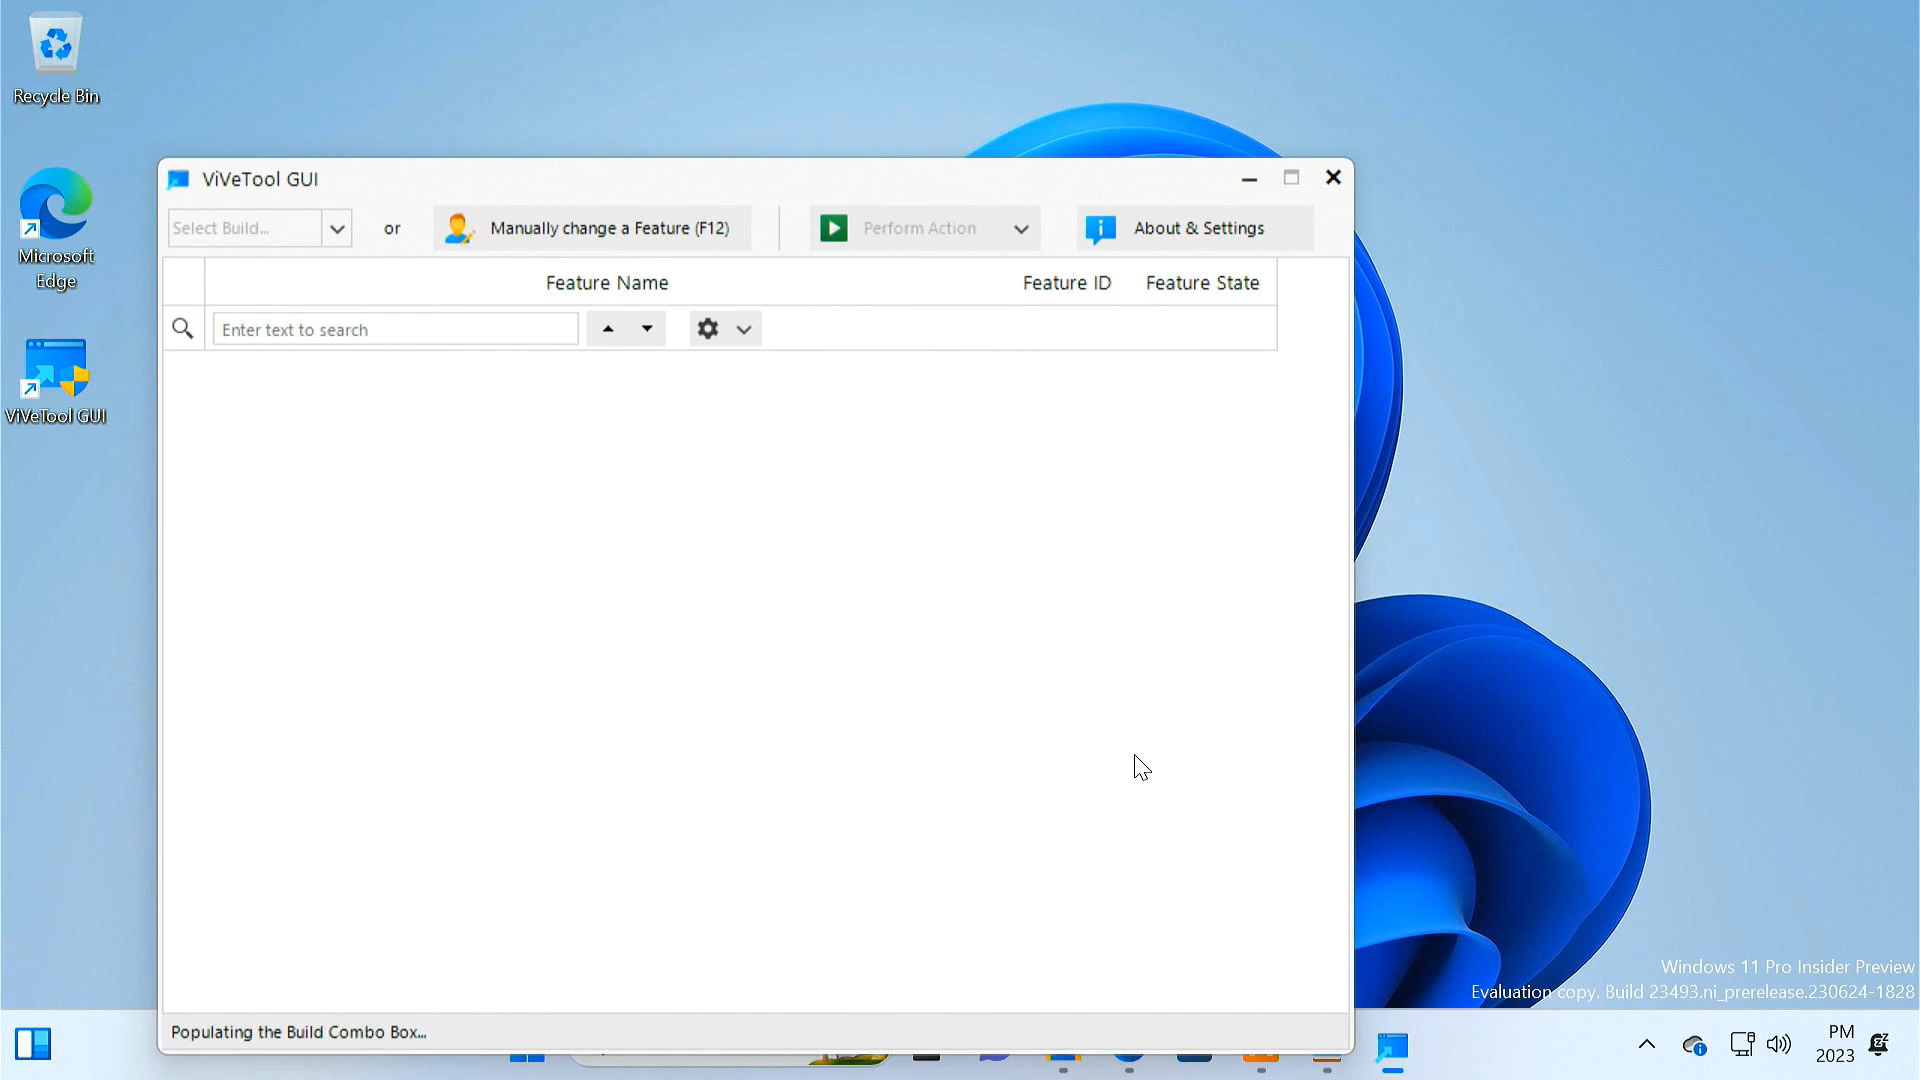 Recycle Bin
Microsoft
Edge
ViVeTool GUI
ViVeTool GUI
Select Build...
or
Manually change a Feature (F12)
Perform Action
About & Settings
Feature Name
Feature ID
Feature State
Enter text to search
Populating the Build Combo Box...
Windows 11 Pro Insider Preview
Evaluation copy. Build 23493.ni_prerelease.230624-1828
PM
2023